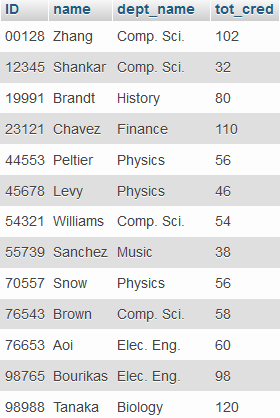 ID name dept_name tot_cred
00128 Zhang Comp. Sci. 102
12345 Shankar Comp. Sci. 32
19991 Brandt History 80
23121 Chavez Finance 110
44553 Peltier Physics 56
45678 Levy Physics 46
54321 Williams Comp. Sci. 54
55739 Sanchez Music 38
70557 Snow Physics 56
76543 Brown Comp. Sci. 58
76653 Aoi Elec. Eng. 60
98765 Bourikas Elec. Eng. 98
98988 Tanaka Biology 120